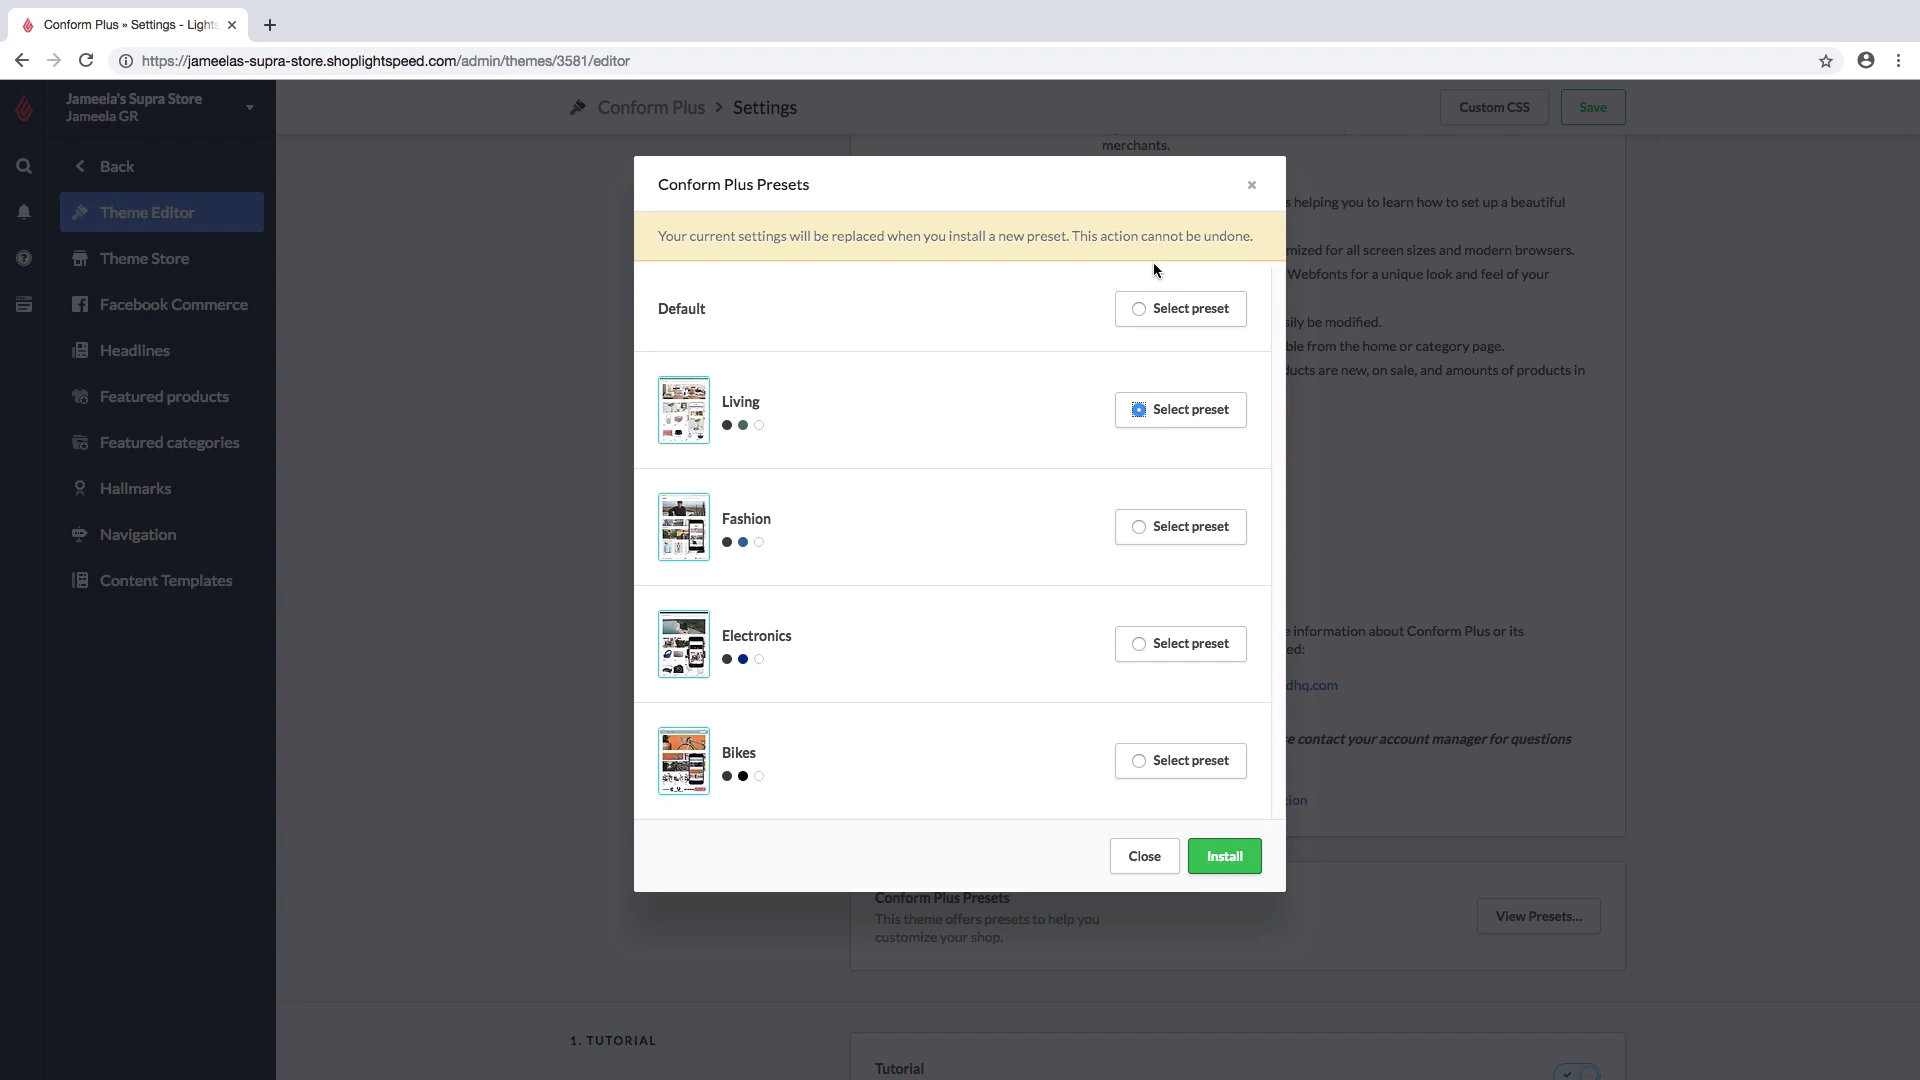 Conform Plus » Settings - Lights
https://jameelas-supra-store.shoplightspeed.com/admin/themes/3581/editor
Jameela's Supra Store
Jameela GR
Conform Plus > Settings
Custom CSS
Save
Back
Theme Editor
Theme Store
Facebook Commerce
Headlines
Featured products
Featured categories
Hallmarks
Navigation
Content Templates
merchants.
s helping you to learn how to set up a beautiful
mized for all screen sizes and modern browsers.
Webfonts for a unique look and feel of your
sily be modified.
ble from the home or category page.
ducts are new, on sale, and amounts of products in
e information about Conform Plus or its
ed:
dhq.com
e contact your account manager for questions
tion
Conform Plus Presets
Your current settings will be replaced when you install a new preset. This action cannot be undone.
Default
Select preset
Living
Select preset
Fashion
Select preset
Electronics
Select preset
Bikes
Select preset
Close
Install
Conform Plus Presets
This theme offers presets to help you
customize your shop.
View Presets...
1. TUTORIAL
Tutorial